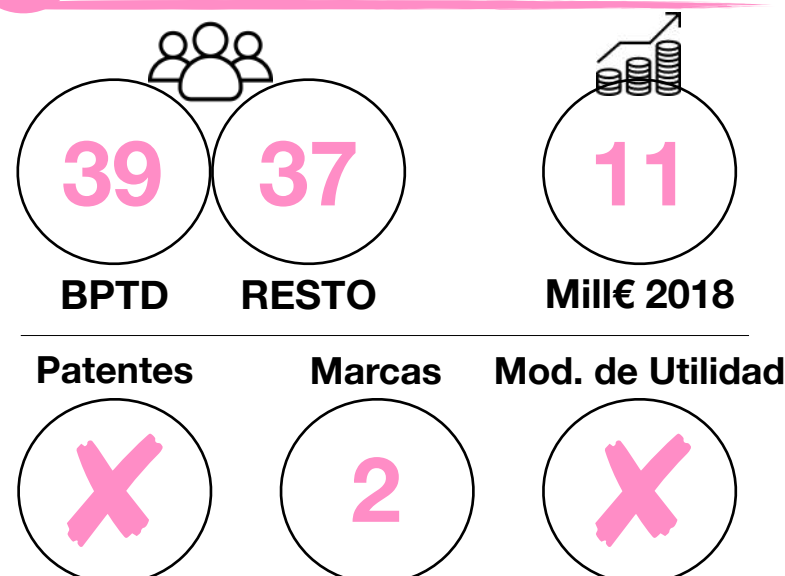 39 37 11
BPTD RESTO Mill€ 2018
Patentes Marcas Mod. de Utilidad
2